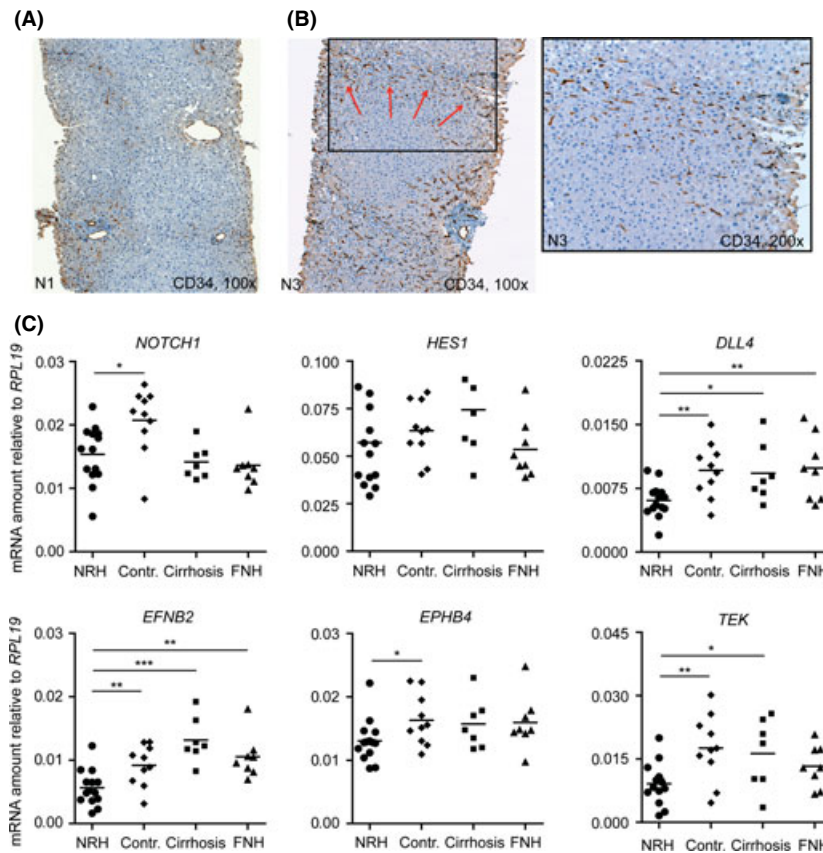 (A)
(B)
N1
CD34, 100x
N3
CD34, 100x
N3
CD34, 200x
(C)
NOTCH1
mRNA amount relative to RPL19
0.03
0.02
0.01
0.00
*
NRH Contr. Cirrhosis FNH
HES1
0.100
0.075
0.050
0.025
0.000
NRH Contr. Cirrhosis FNH
DLL4
0.0225
0.0150
0.0075
0.0000
**
*
**
NRH Contr. Cirrhosis FNH
EFNB2
mRNA amount relative to RPL19
0.03
0.02
0.01
0.00
**
***
**
NRH Contr. Cirrhosis FNH
EPHB4
0.03
0.02
0.01
0.00
*
NRH Contr. Cirrhosis FNH
TEK
0.045
0.030
0.015
0.000
*
**
NRH Contr. Cirrhosis FNH